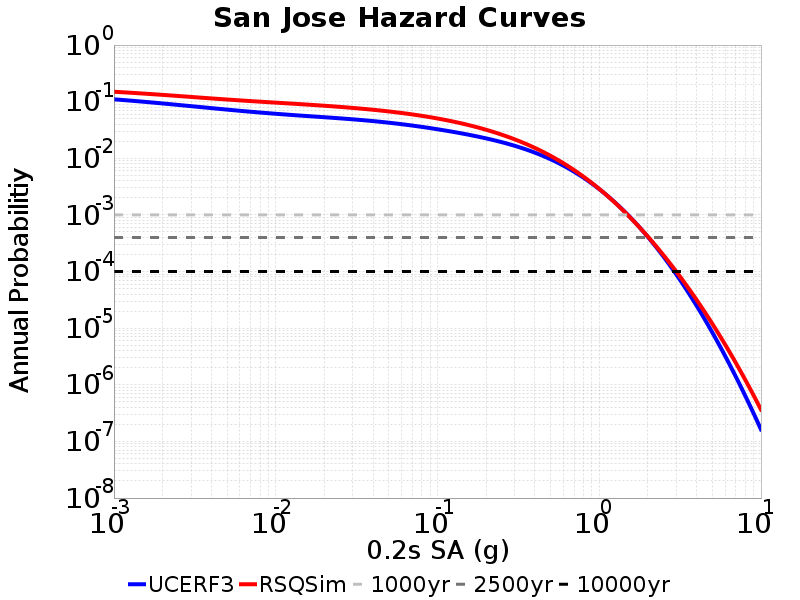 San Jose Hazard Curves
Annual Probabilitiy
10^0
10^-1
10^-2
10^-3
10^-4
10^-5
10^-6
10^-7
10^-8
10^-3 10^-2 10^-1 10^0 10^1
0.2s SA (g)
UCERF3 RSQSim 1000yr 2500yr 10000yr